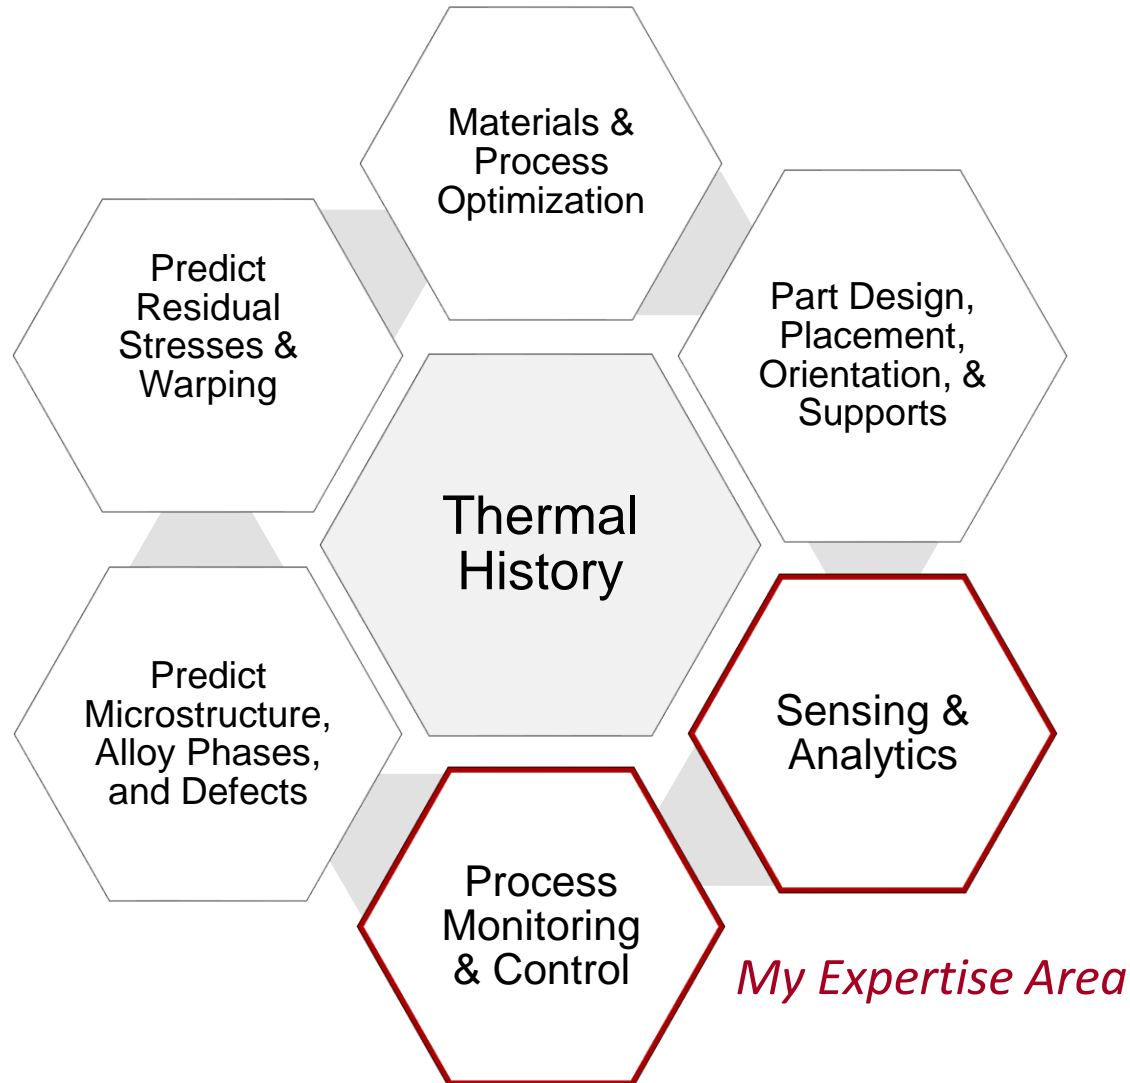 Materials &
Process
Optimization
Predict
Residual
Stresses &
Warping
Part Design,
Placement,
Orientation, &
Supports
Thermal
History
Predict
Microstructure,
Alloy Phases,
and Defects
Sensing &
Analytics
Process
Monitoring
& Control
My Expertise Area